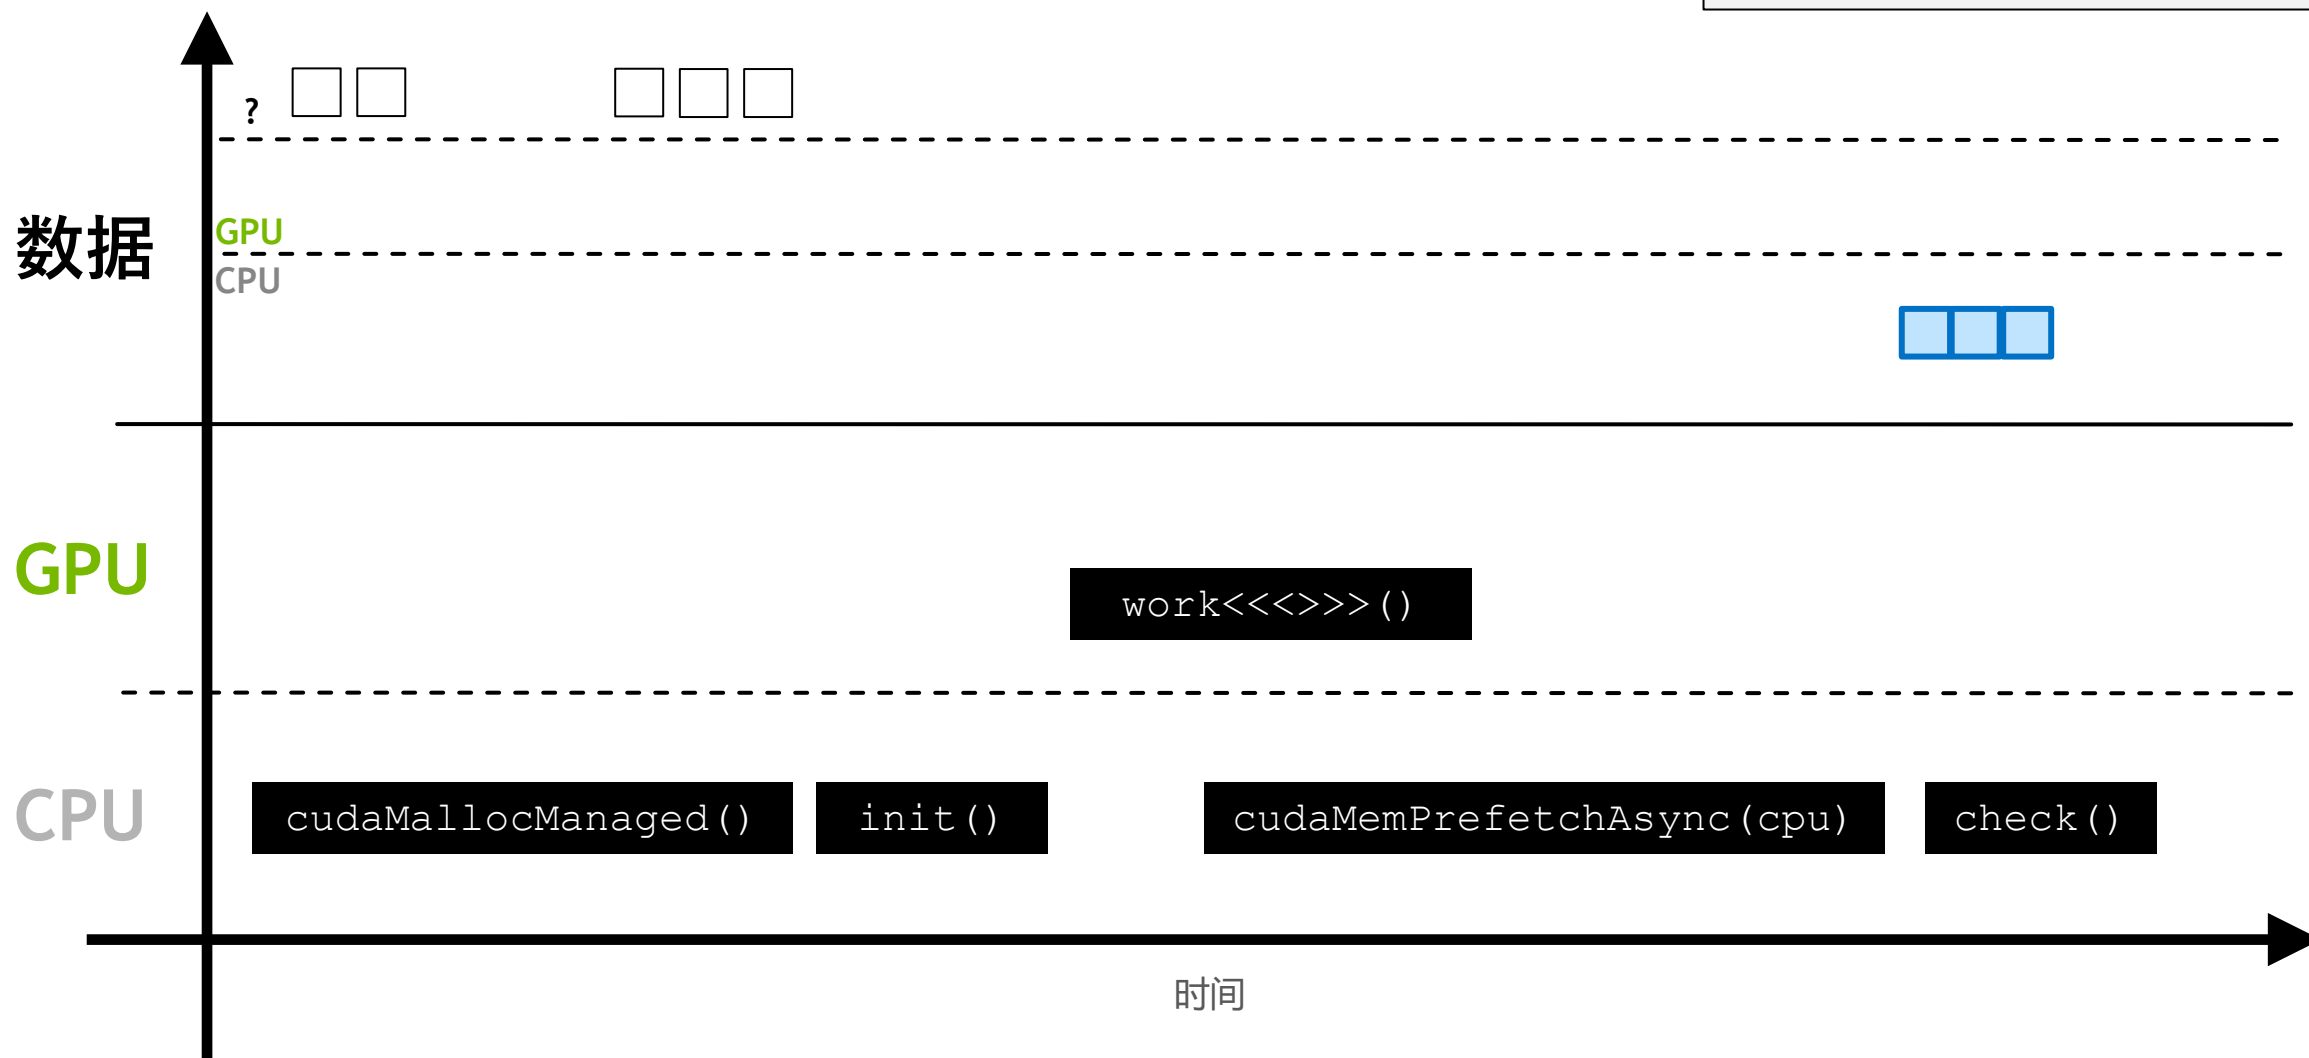 ?
数据
GPU
CPU
GPU
work<<<>>>()
CPU
cudaMallocManaged()
init()
cudaMemPrefetchAsync(cpu)
check()
时间